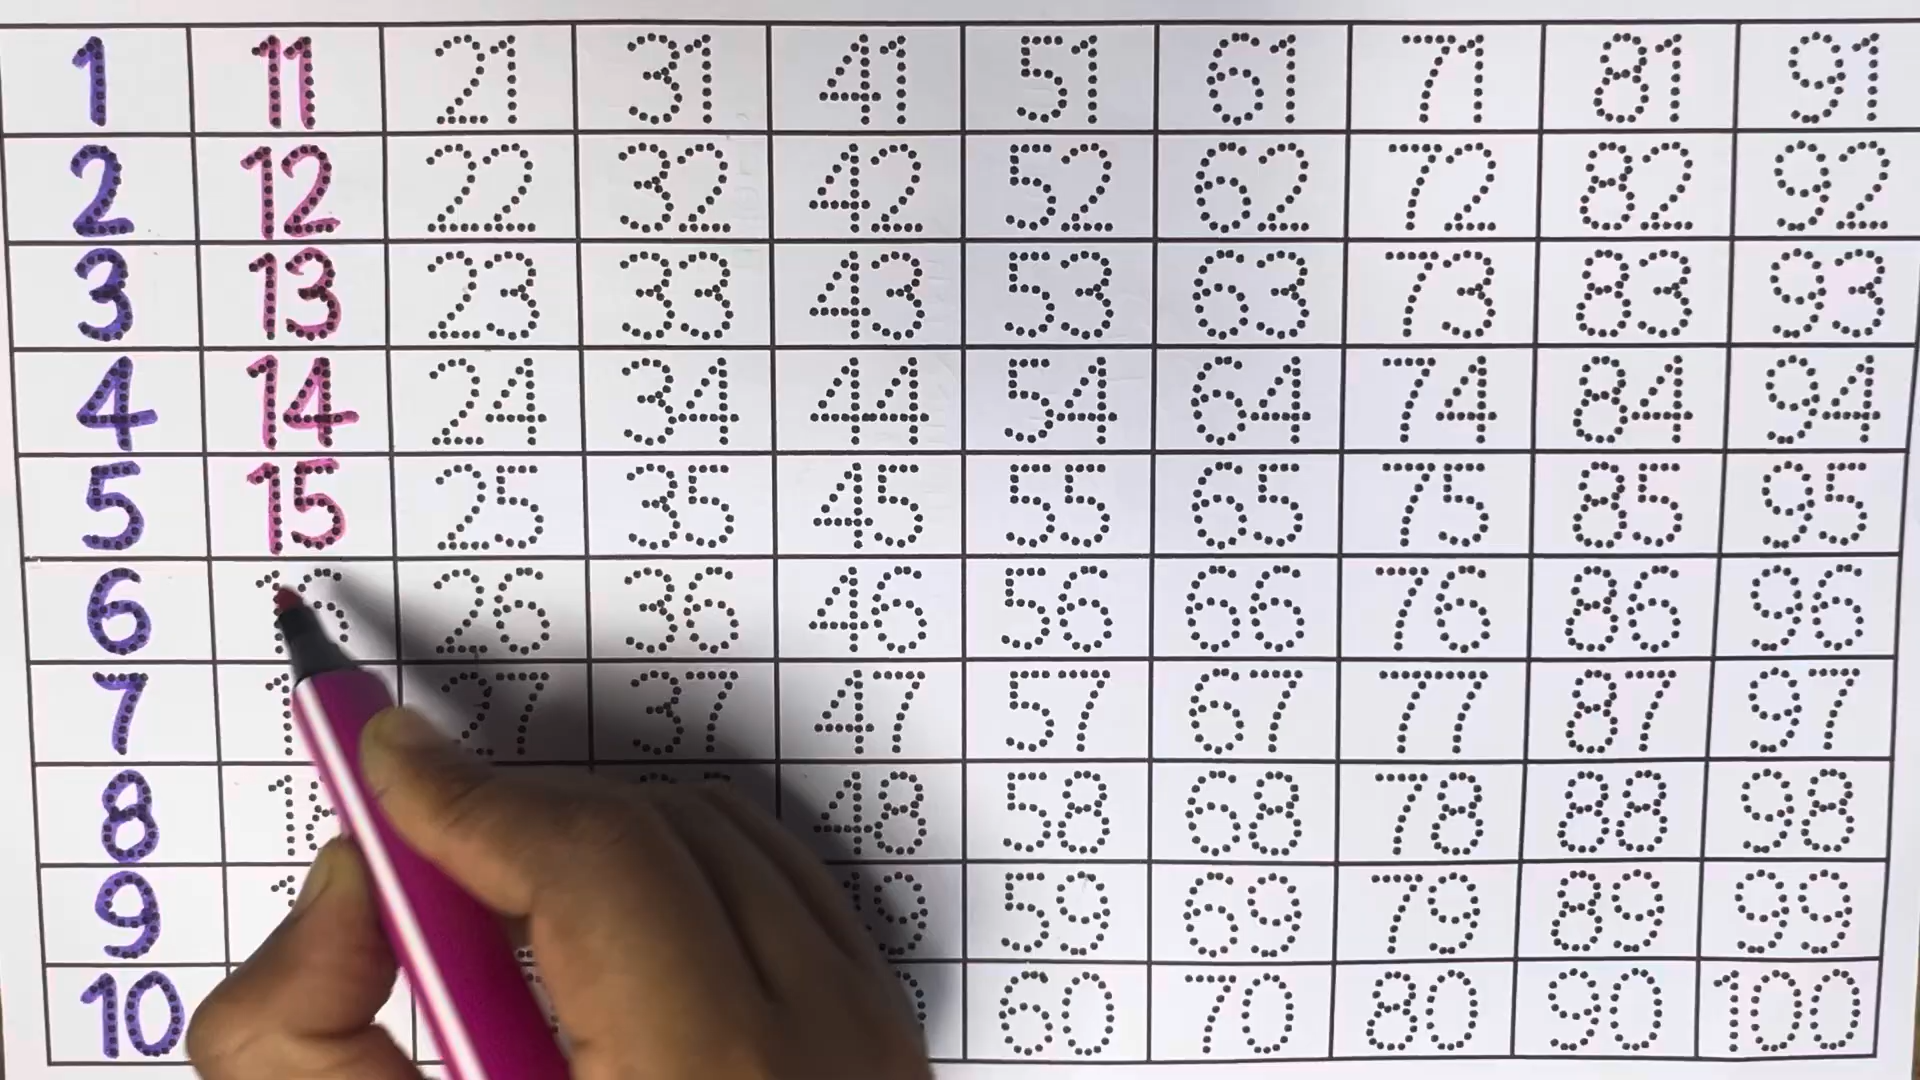 1 11 21 31 41 51 61 71 81 91
2 12 22 32 42 52 62 72 82 92
3 13 23 33 43 53 63 73 83 93
4 14 24 34 44 54 64 74 84 94
5 15 25 35 45 55 65 75 85 95
6 16 26 36 46 56 66 76 86 96
7 27 37 47 57 67 77 87 97
8 18 48 58 68 78 88 98
9 49 59 69 79 89 99
10 60 70 80 90 100